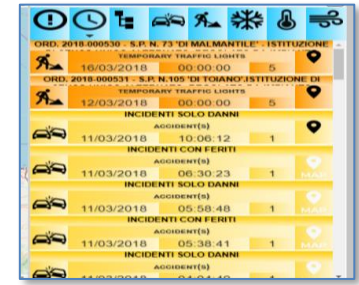 ORD. 2018-000530 - S.P. N. 73 'DI MALMANTILE' - ISTITUZIONE
TEMPORARY TRAFFIC LIGHTS
16/03/2018 00:00:00 5
ORD. 2018-000531 - S.P. N.105 'DI TOIANO'.ISTITUZIONE DI
TEMPORARY TRAFFIC LIGHTS
12/03/2018 00:00:00 5
INCIDENTI SOLO DANNI
ACCIDENT(S)
11/03/2018 10:06:12 1
INCIDENTI CON FERITI
ACCIDENT(S)
11/03/2018 06:30:23 1 MAP
INCIDENTI SOLO DANNI
ACCIDENT(S)
11/03/2018 05:58:48 1 MAP
INCIDENTI CON FERITI
ACCIDENT(S)
11/03/2018 05:38:41 1 MAP
INCIDENTI SOLO DANNI
ACCIDENT(S)